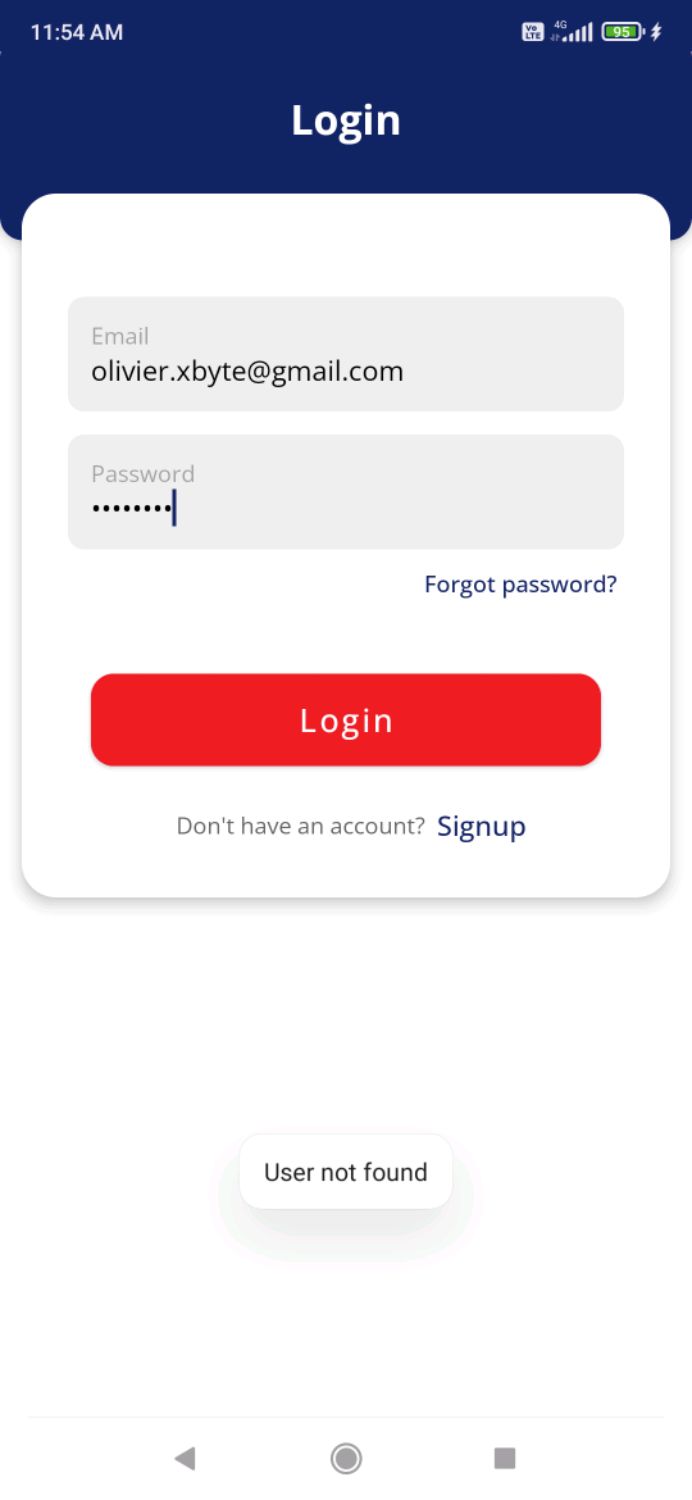 11:54 AM
Vo LTE 4G 95
Login
Email
olivier.xbyte@gmail.com
Password
••••••••
Forgot password?
Login
Don't have an account? Signup
User not found